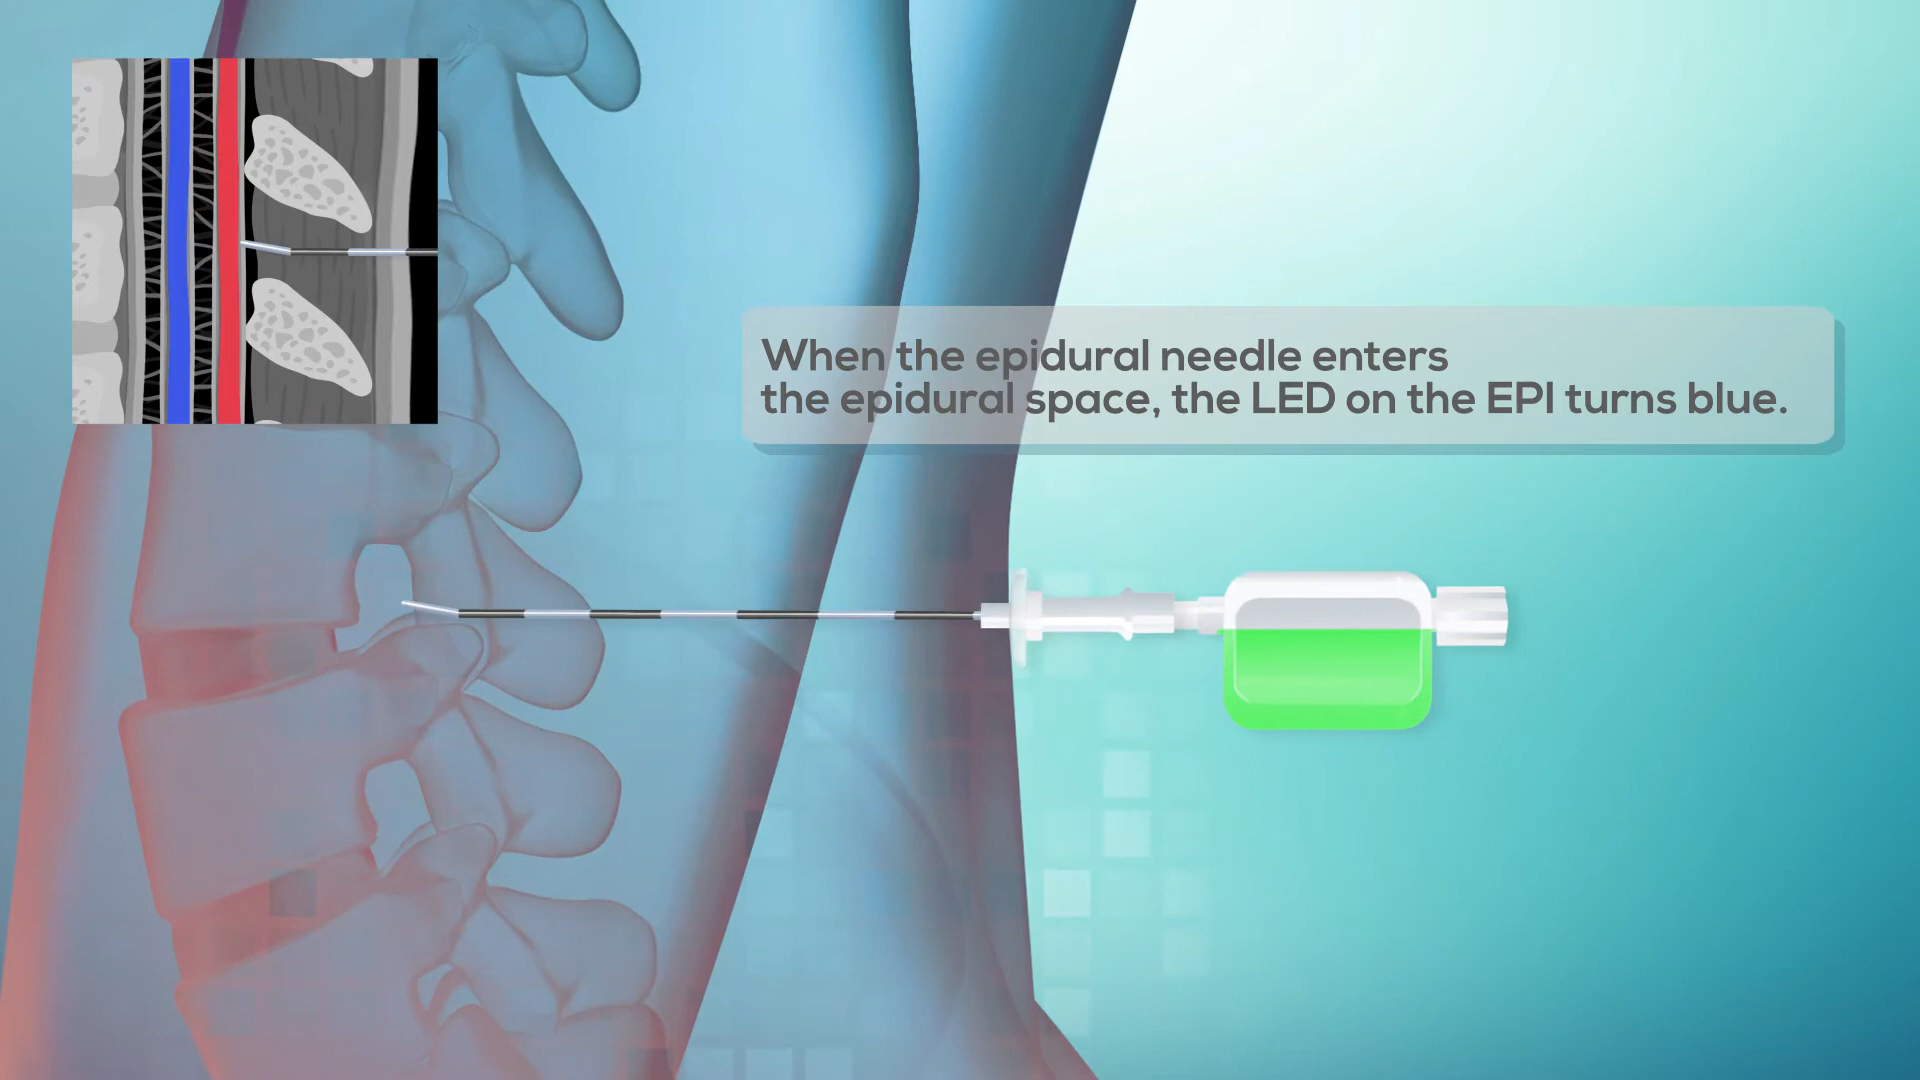 When the epidural needle enters
the epidural space, the LED on the EPI turns blue.